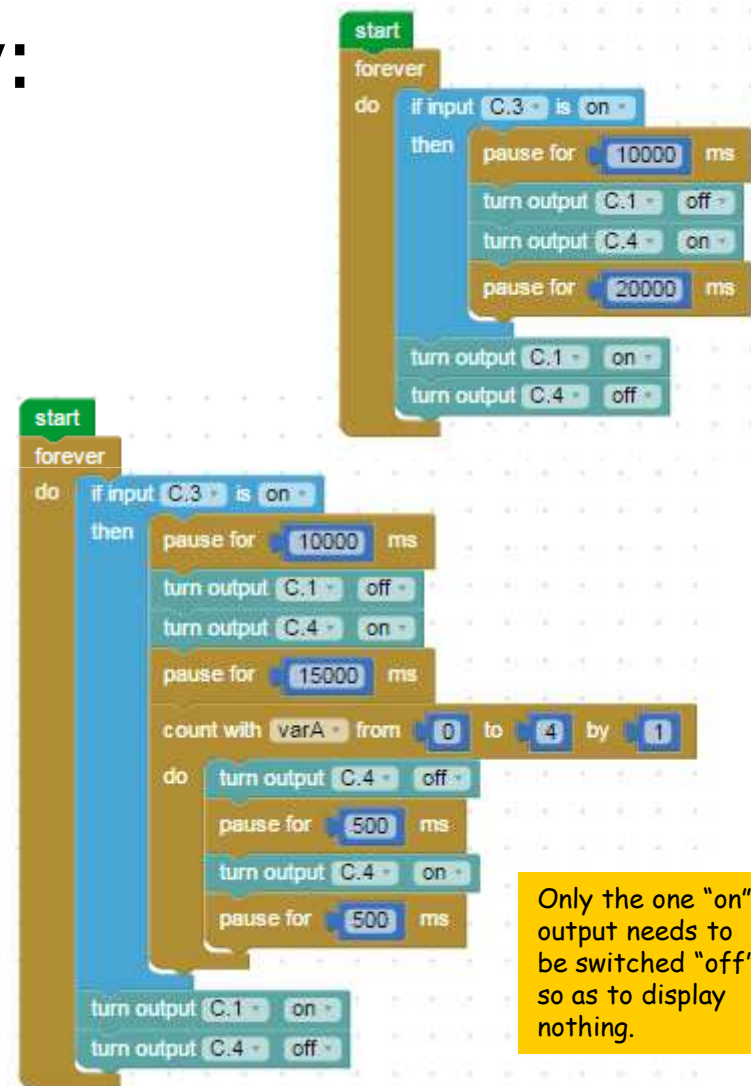 y:
start
forever
do if input C.3 is on
then pause for 10000 ms
turn output C.1 off
turn output C.4 on
pause for 20000 ms
turn output C.1 on
turn output C.4 off
start
forever
do if input C.3 is on
then pause for 10000 ms
turn output C.1 off
turn output C.4 on
pause for 15000 ms
count with varA from 0 to 4 by 1
do turn output C.4 off
pause for 500 ms
turn output C.4 on
pause for 500 ms
turn output C.1 on
turn output C.4 off
Only the one “on”
output needs to
be switched “off”
so as to display
nothing.